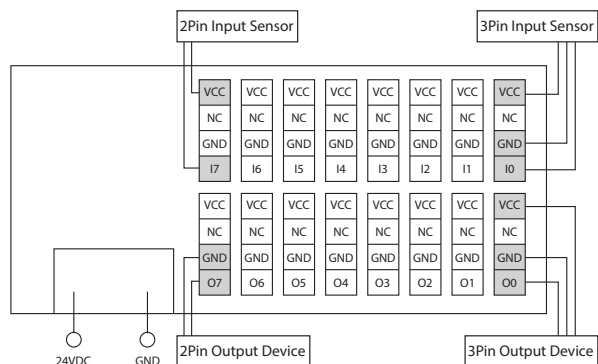 2Pin Input Sensor 3Pin Input Sensor
VCC VCC VCC VCC VCC VCC VCC VCC
NC NC NC NC NC NC NC NC
GND GND GND GND GND GND GND GND
I7 I6 I5 I4 I3 I2 I1 I0
VCC VCC VCC VCC VCC VCC VCC VCC
NC NC NC NC NC NC NC NC
GND GND GND GND GND GND GND GND
O7 O6 O5 O4 O3 O2 O1 O0
24VDC GND 2Pin Output Device 3Pin Output Device